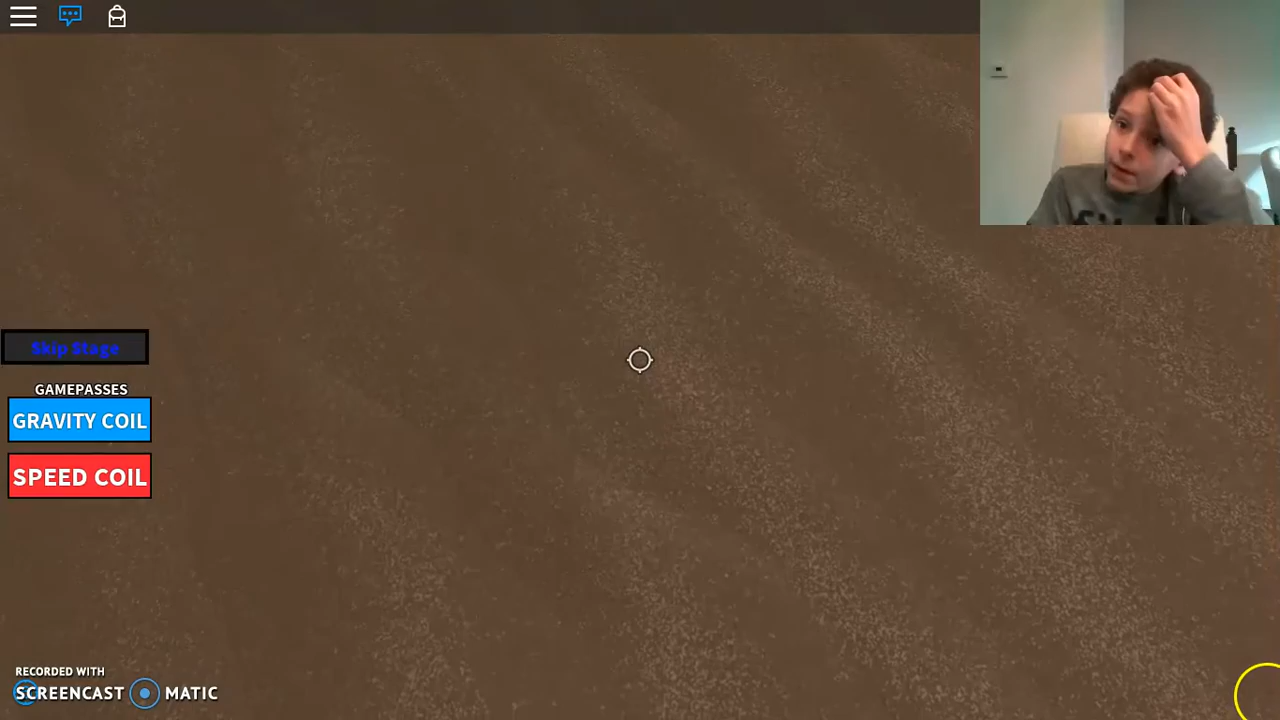 Skip Stage
GAMEPASSES
GRAVITY COIL
SPEED COIL
RECORDED WITH
SCREENCAST MATIC